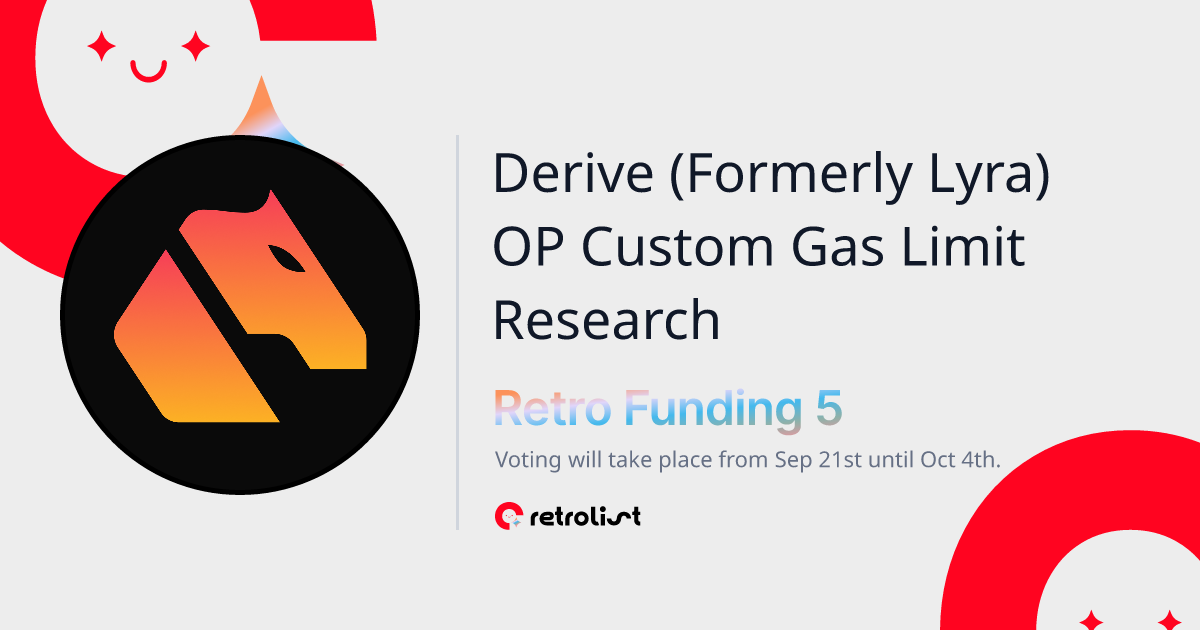 Derive (Formerly Lyra)
OP Custom Gas Limit
Research
Retro Funding 5
Voting will take place from Sep 21st until Oct 4th.
retrolist